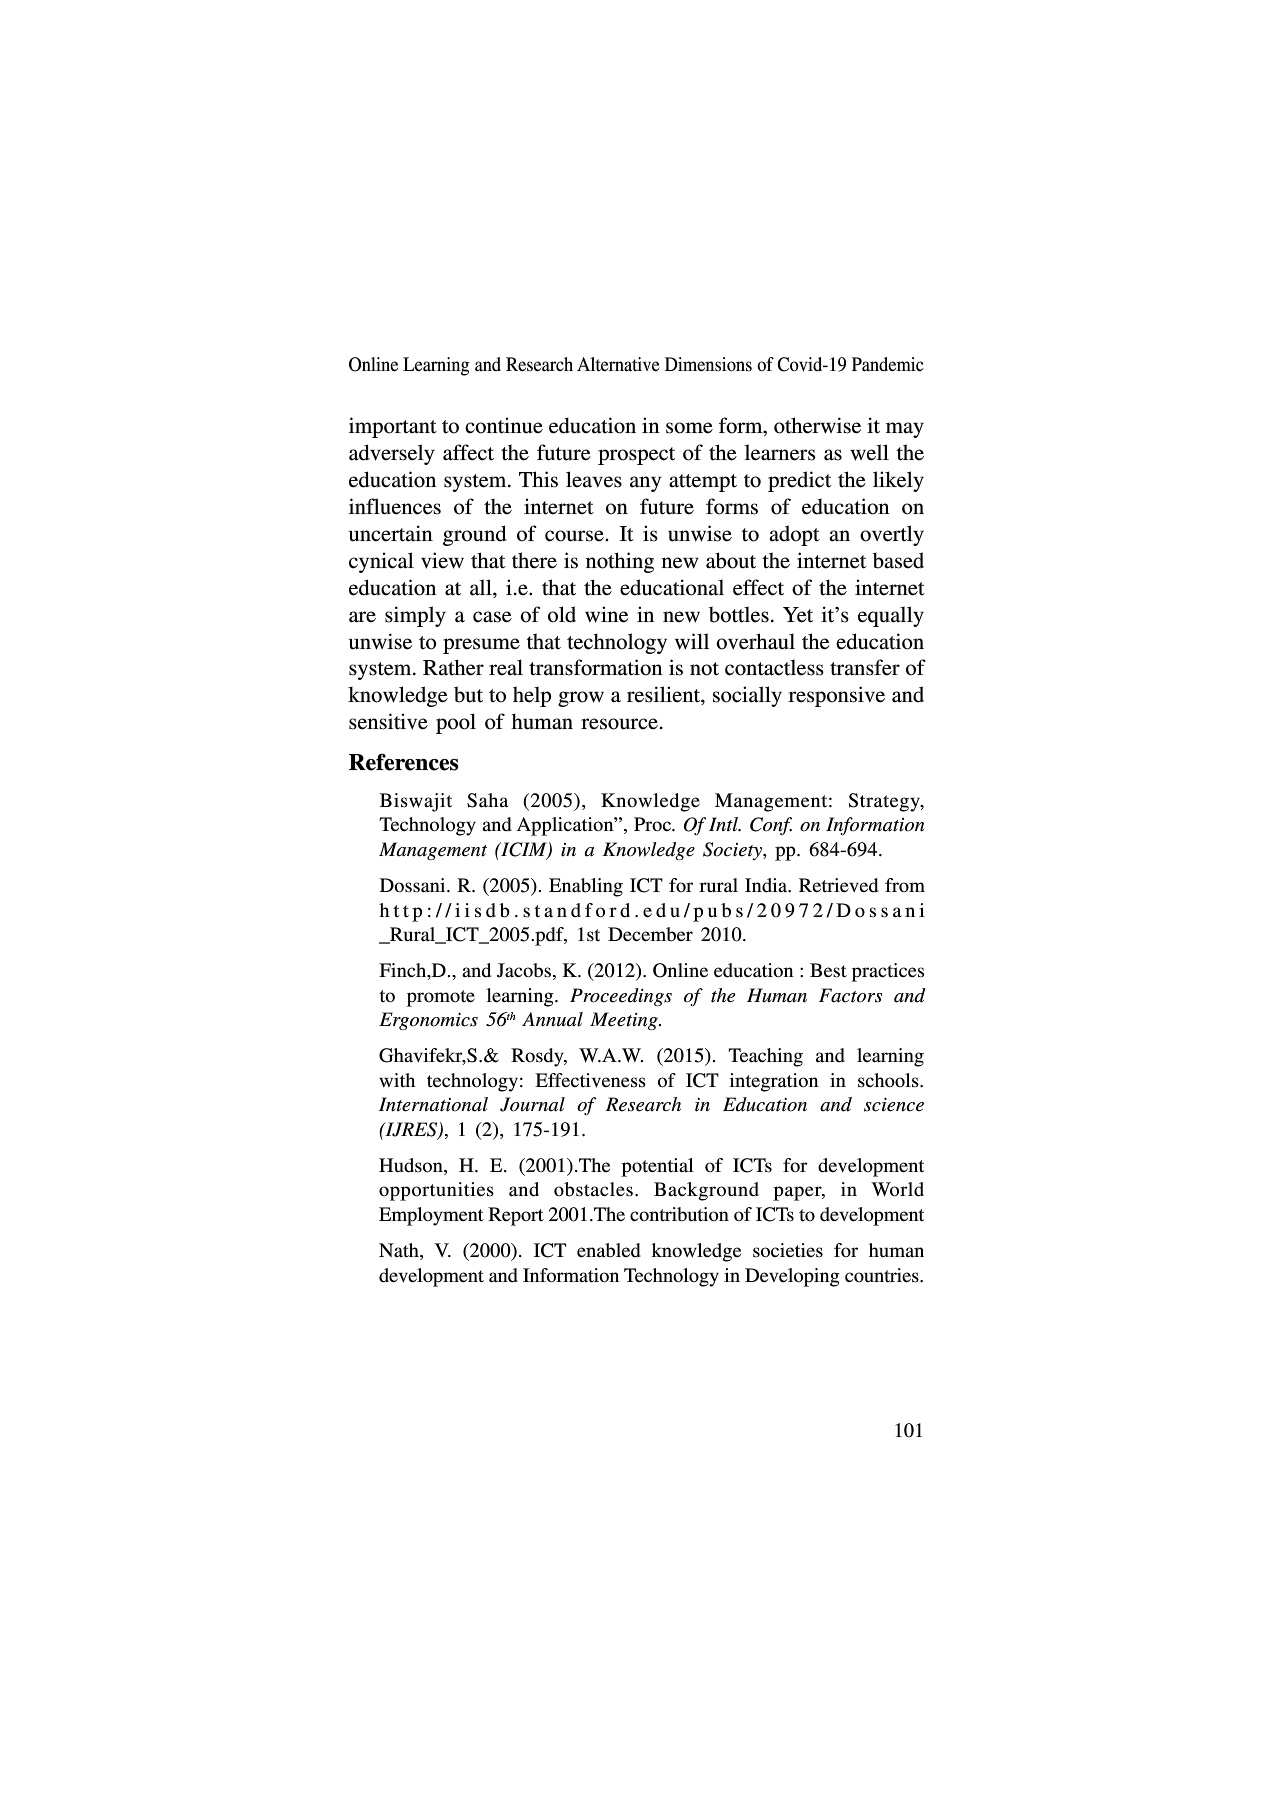 Online Learning and Research Alternative Dimensions of Covid-19 Pandemic
important to continue education in some form, otherwise it may
adversely affect the future prospect of the learners as well the
education system. This leaves any attempt to predict the likely
influences of the internet on future forms of education on
uncertain ground of course. It is unwise to adopt an overtly
cynical view that there is nothing new about the internet based
education at all, i.e. that the educational effect of the internet
are simply a case of old wine in new bottles. Yet it’s equally
unwise to presume that technology will overhaul the education
system. Rather real transformation is not contactless transfer of
knowledge but to help grow a resilient, socially responsive and
sensitive pool of human resource.
References
Biswajit Saha (2005), Knowledge Management: Strategy,
Technology and Application”, Proc. Of Intl. Conf. on Information
Management (ICIM) in a Knowledge Society, pp. 684-694.
Dossani. R. (2005). Enabling ICT for rural India. Retrieved from
http://iisdb.standford.edu/pubs/20972/Dossani
_Rural_ICT_2005.pdf, 1st December 2010.
Finch,D., and Jacobs, K. (2012). Online education : Best practices
to promote learning. Proceedings of the Human Factors and
Ergonomics 56th Annual Meeting.
Ghavifekr,S.& Rosdy, W.A.W. (2015). Teaching and learning
with technology: Effectiveness of ICT integration in schools.
International Journal of Research in Education and science
(IJRES), 1 (2), 175-191.
Hudson, H. E. (2001).The potential of ICTs for development
opportunities and obstacles. Background paper, in World
Employment Report 2001.The contribution of ICTs to development
Nath, V. (2000). ICT enabled knowledge societies for human
development and Information Technology in Developing countries.
101